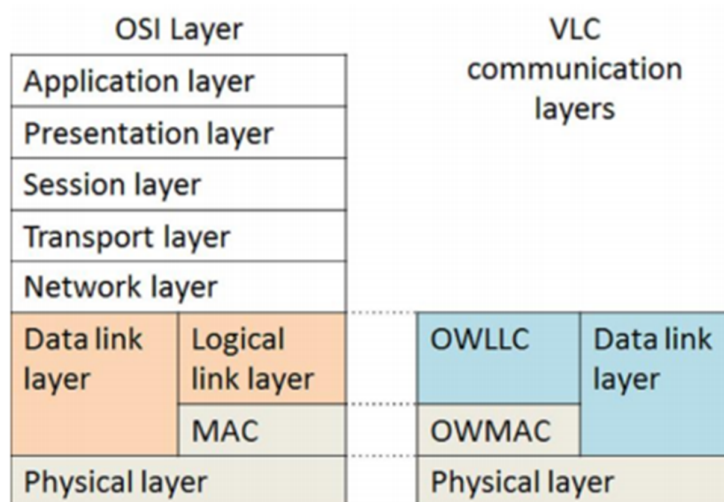 OSI Layer
VLC
communication
layers
Application layer
Presentation layer
Session layer
Transport layer
Network layer
Data link
layer
Logical
link layer
MAC
OWLLC
OWMAC
Data link
layer
Physical layer
Physical layer